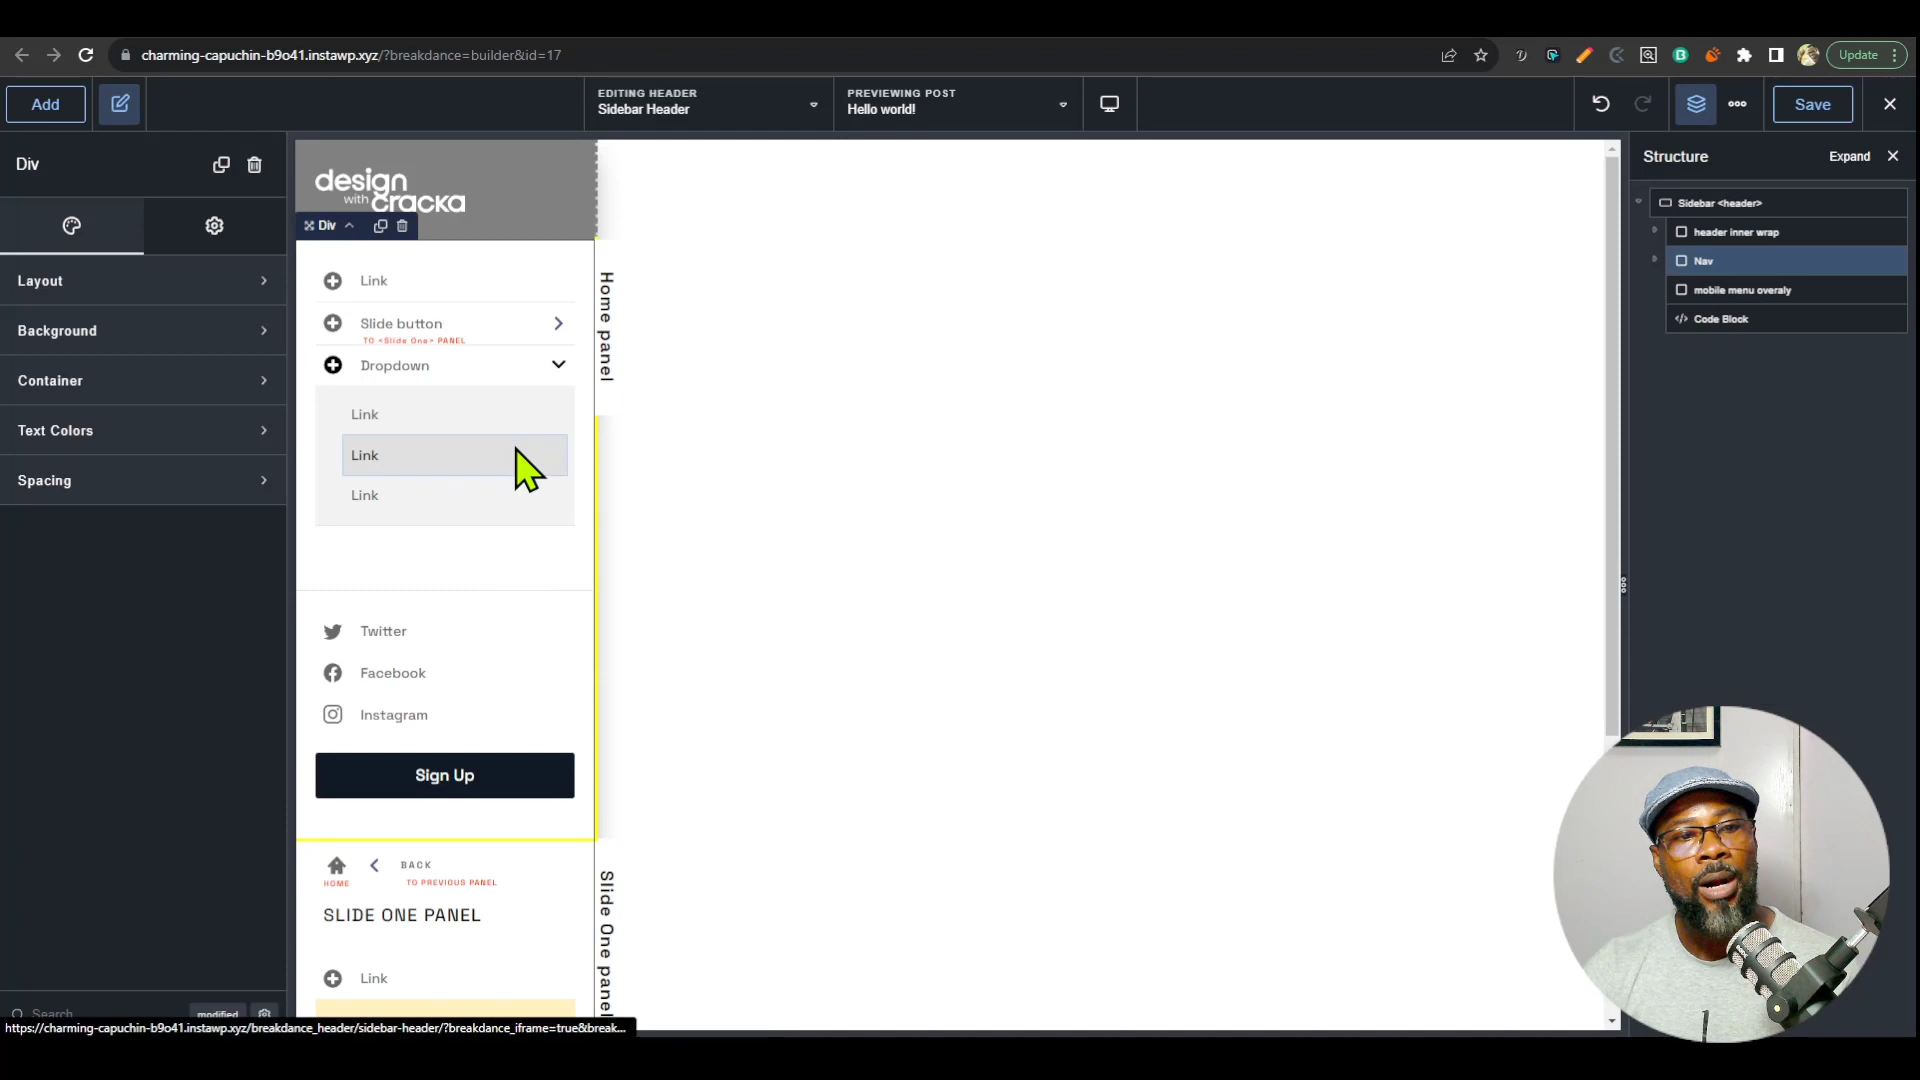 charming-capuchin-b9o41.instawp.xyz/?breakdance=builder&id=17
Update
Add
EDITING HEADER
Sidebar Header
PREVIEWING POST
Hello world!
Save
Div
Layout
Background
Container
Text Colors
Spacing
Search
modified
https://charming-capuchin-b9o41.instawp.xyz/breakdance_header/sidebar-header/?breakdance_iframe=true&break...
design
with cracka
Div
Link
Slide button
TO <Slide One> PANEL
Dropdown
Link
Link
Link
Twitter
Facebook
Instagram
Sign Up
Home panel
HOME
BACK
TO PREVIOUS PANEL
SLIDE ONE PANEL
Link
Slide One panel
Structure
Expand
Sidebar <header>
header inner wrap
Nav
mobile menu overaly
</> Code Block